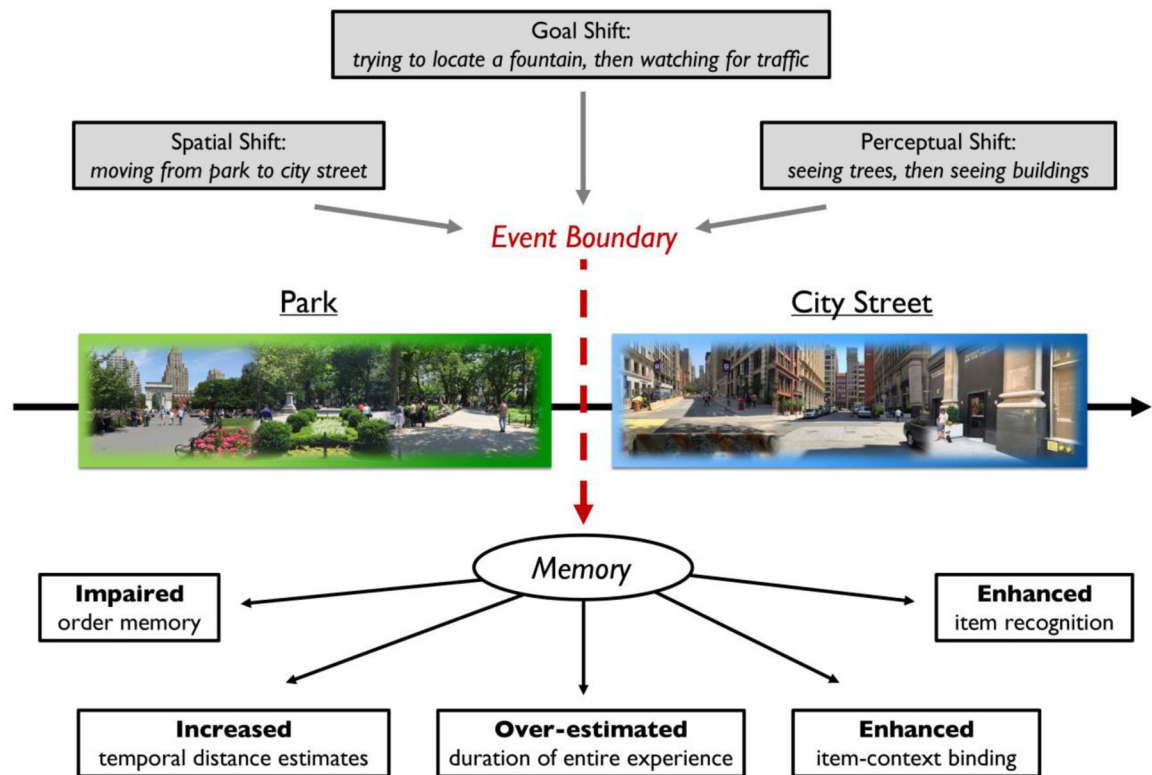 Goal Shift:
trying to locate a fountain, then watching for traffic
Spatial Shift:
moving from park to city street
Perceptual Shift:
seeing trees, then seeing buildings
Event Boundary
Park
City Street
Memory
Impaired
order memory
Enhanced
item recognition
Increased
temporal distance estimates
Over-estimated
duration of entire experience
Enhanced
item-context binding